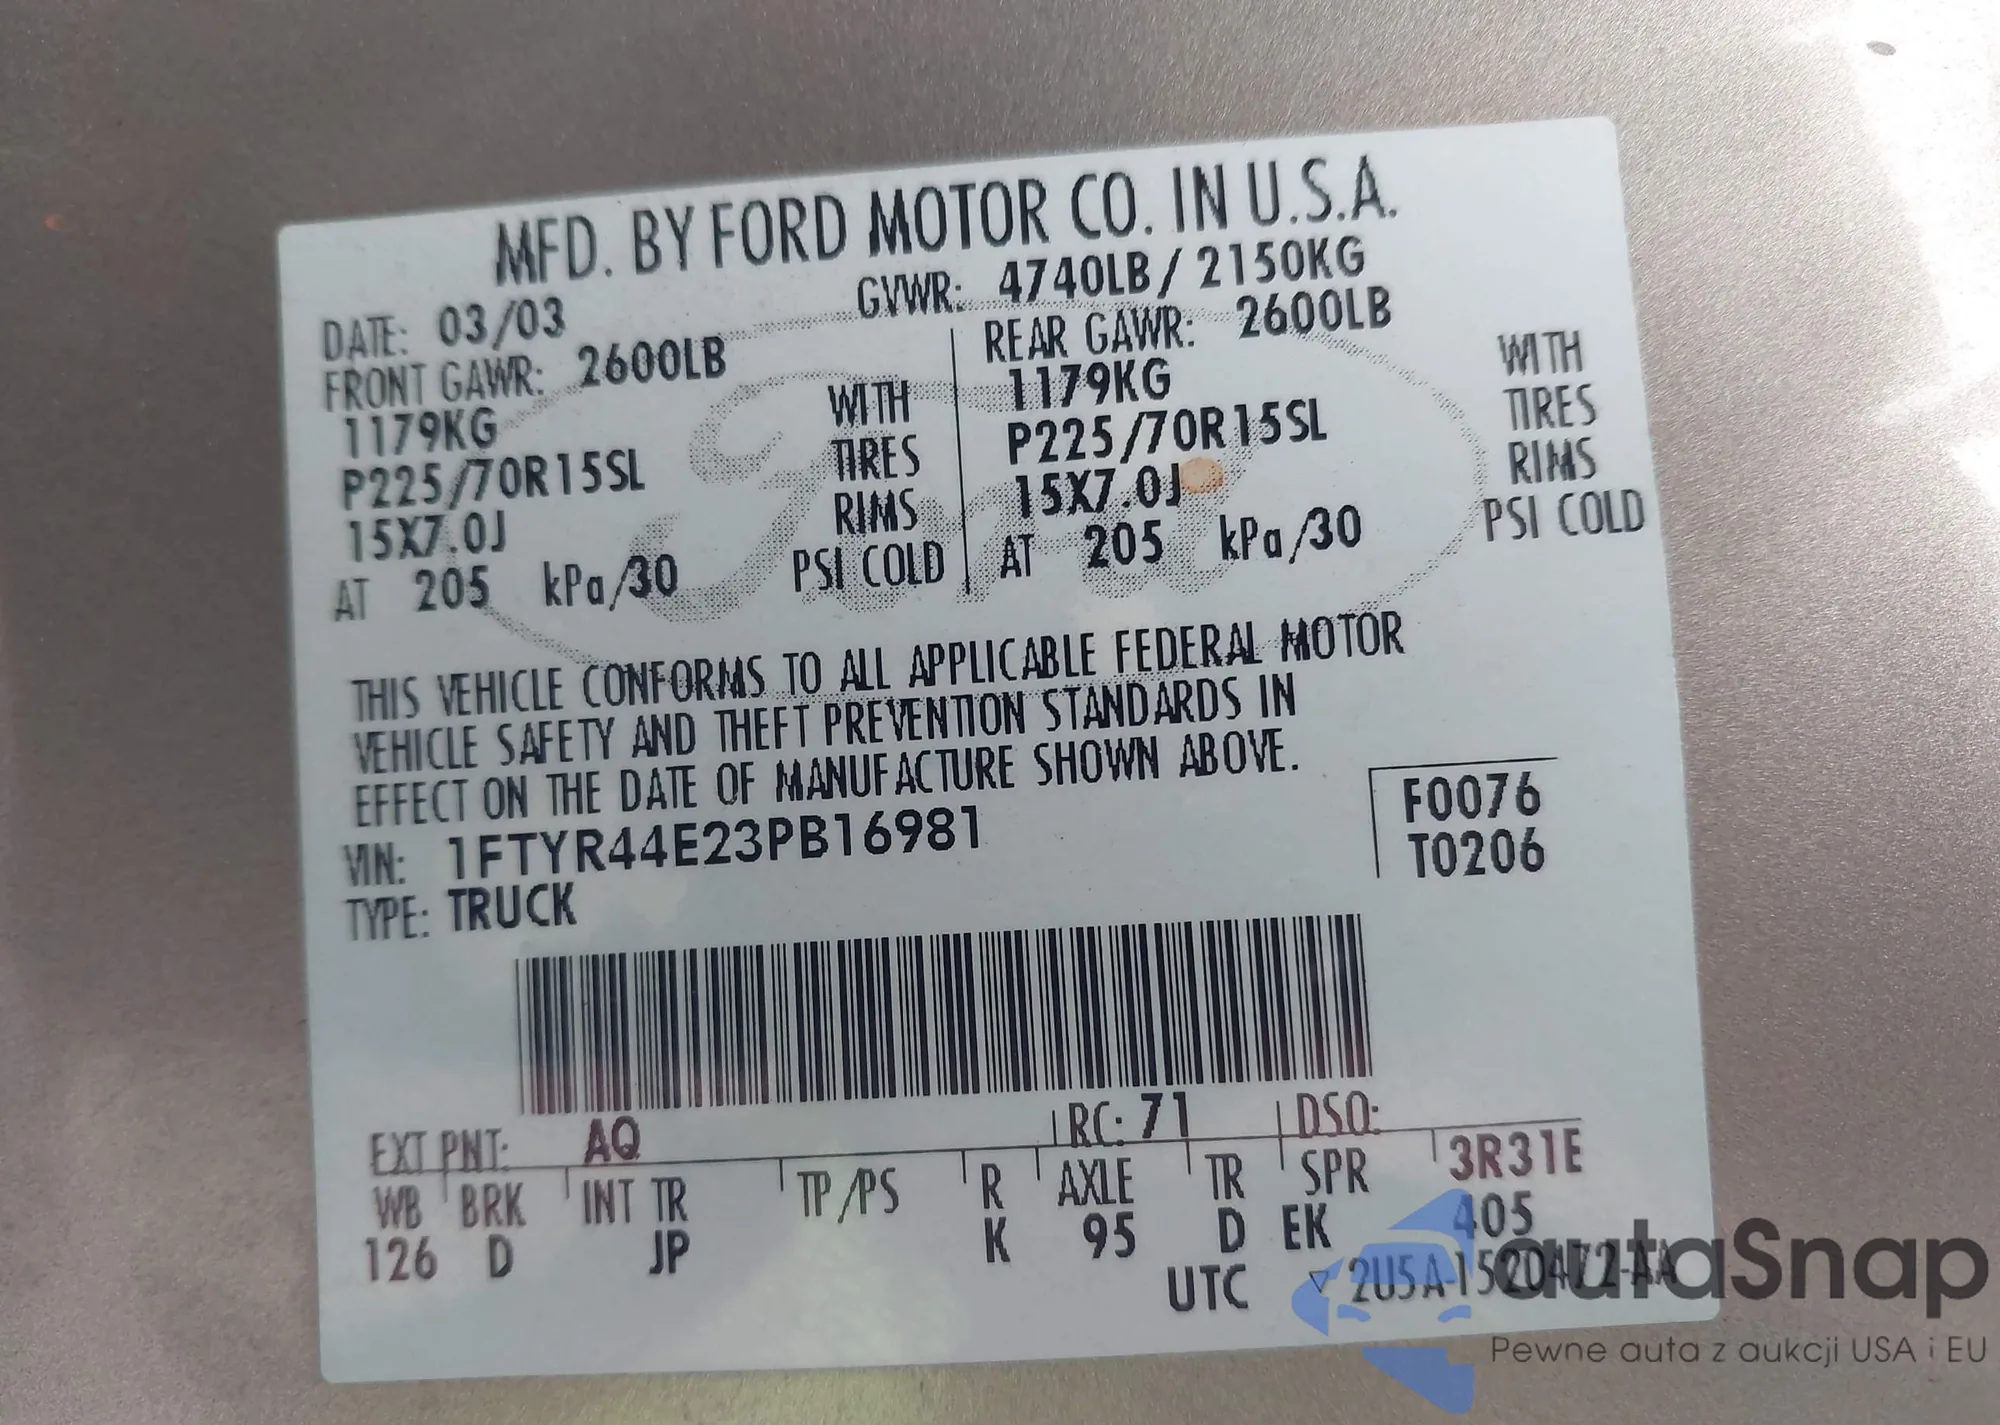 MFD. BY FORD MOTOR CO. IN U.S.A.
DATE: 03/03 GVWR: 4740LB / 2150KG
FRONT GAWR: 2600LB REAR GAWR: 2600LB
1179KG WITH 1179KG WITH
P225/70R15SL TIRES P225/70R15SL TIRES
15X7.0J RIMS 15X7.0J RIMS
AT 205 kPa/30 PSI COLD AT 205 kPa/30 PSI COLD
THIS VEHICLE CONFORMS TO ALL APPLICABLE FEDERAL MOTOR
VEHICLE SAFETY AND THEFT PREVENTION STANDARDS IN
EFFECT ON THE DATE OF MANUFACTURE SHOWN ABOVE.
VIN: 1FTYR44E23PB16981 F0076
TYPE: TRUCK T0206
EXT PNT: AQ RC: 71 DSO:
WB BRK INT TR TP/PS R AXLE TR SPR 3R31E
126 D JP K 95 D EK 405
UTC ▽ 2U5A-1520472-AA
autaSnap
Pewne auta z aukcji USA i EU